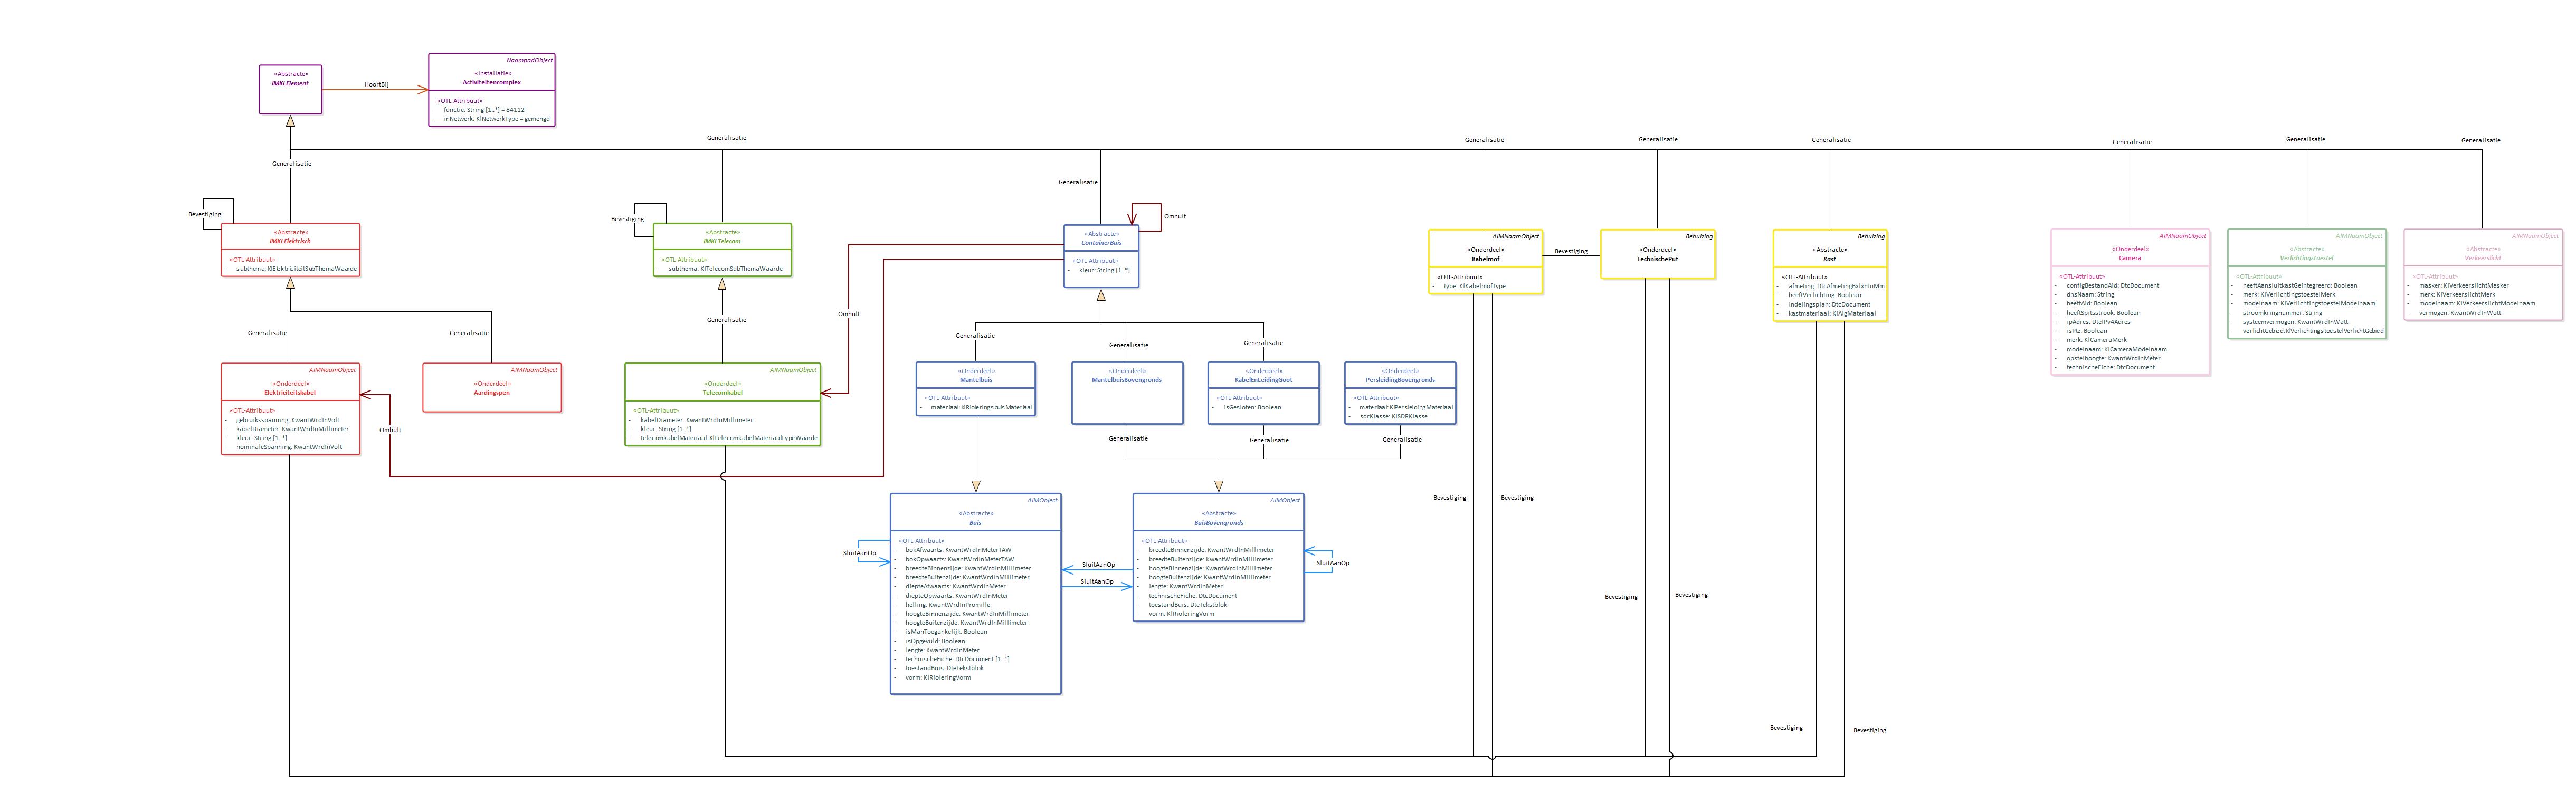 NaampadObject
«Abstracte»
IMKLElement
HoortBij
«Installatie»
Activiteitencomplex
«OTL-Attribuut»
- functie: String [1..*] = 84112
- inNetwerk: KlNetwerkType = gemengd
Generalisatie
Generalisatie
Generalisatie
Generalisatie
Generalisatie
Generalisatie
Generalisatie
Generalisatie
Generalisatie
Bevestiging
«Abstracte»
IMKLElektrisch
«OTL-Attribuut»
- subthema: KlElektriciteitSubThemaWaarde
Bevestiging
«Abstracte»
IMKLTelecom
«OTL-Attribuut»
- subthema: KlTelecomSubThemaWaarde
Omhult
«Abstracte»
ContainerBuis
«OTL-Attribuut»
- kleur: String [1..*]
AIMNaamObject
«Onderdeel»
Kabelmof
«OTL-Attribuut»
- type: KlKabelmofType
Bevestiging
Behuizing
«Onderdeel»
TechnischePut
Behuizing
«Abstracte»
Kast
«OTL-Attribuut»
- afmeting: DtcAfmetingBxlxhInMm
- heeftVerlichting: Boolean
- indelingsplan: DtcDocument
- kastmateriaal: KlAlgMateriaal
AIMNaamObject
«Onderdeel»
Camera
«OTL-Attribuut»
- configBestandAid: DtcDocument
- dnsNaam: String
- heeftAid: Boolean
- heeftSpitsstrook: Boolean
- ipAdres: DteIPv4Adres
- isPtz: Boolean
- merk: KlCameraMerk
- modelnaam: KlCameraModelnaam
- opstelhoogte: KwantWrdInMeter
- technischeFiche: DtcDocument
AIMNaamObject
«Abstracte»
Verlichtingstoestel
«OTL-Attribuut»
- heeftAansluitkastGeintegreerd: Boolean
- merk: KlVerlichtingstoestelMerk
- modelnaam: KlVerlichtingstoestelModelnaam
- stroomkringnummer: String
- systeemvermogen: KwantWrdInWatt
- verlichtGebied: KlVerlichtingstoestelVerlichtGebied
AIMNaamObject
«Abstracte»
Verkeerslicht
«OTL-Attribuut»
- masker: KlVerkeerslichtMasker
- merk: KlVerkeerslichtMerk
- modelnaam: KlVerkeerslichtModelnaam
- vermogen: KwantWrdInWatt
Generalisatie
Generalisatie
Generalisatie
Omhult
Generalisatie
Generalisatie
Generalisatie
AIMNaamObject
«Onderdeel»
Elektriciteitskabel
«OTL-Attribuut»
- gebruiksspanning: KwantWrdInVolt
- kabelDiameter: KwantWrdInMillimeter
- kleur: String [1..*]
- nominaleSpanning: KwantWrdInVolt
AIMNaamObject
«Onderdeel»
Aardingspen
Omhult
AIMNaamObject
«Onderdeel»
Telecomkabel
«OTL-Attribuut»
- kabelDiameter: KwantWrdInMillimeter
- kleur: String [1..*]
- telecomkabelMateriaal: KlTelecomkabelMateriaalTypeWaarde
«Onderdeel»
Mantelbuis
«OTL-Attribuut»
- materiaal: KlRioleringsbuisMateriaal
«Onderdeel»
MantelbuisBovengronds
«Onderdeel»
KabelEnLeidingGoot
«OTL-Attribuut»
- isGesloten: Boolean
«Onderdeel»
PersleidingBovengronds
«OTL-Attribuut»
- materiaal: KlPersleidingMateriaal
- sdrKlasse: KlSDRKlasse
Generalisatie
Generalisatie
Generalisatie
AIMObject
«Abstracte»
Buis
«OTL-Attribuut»
- bokAfwaarts: KwantWrdInMeterTAW
- bokOpwaarts: KwantWrdInMeterTAW
- breedteBinnenzijde: KwantWrdInMillimeter
- breedteBuitenzijde: KwantWrdInMillimeter
- diepteAfwaarts: KwantWrdInMeter
- diepteOpwaarts: KwantWrdInMeter
- helling: KwantWrdInPromille
- hoogteBinnenzijde: KwantWrdInMillimeter
- hoogteBuitenzijde: KwantWrdInMillimeter
- isManToegankelijk: Boolean
- isOpgevuld: Boolean
- lengte: KwantWrdInMeter
- technischeFiche: DtcDocument [1..*]
- toestandBuis: DteTekstblok
- vorm: KlRioleringVorm
SluitAanOp
SluitAanOp
SluitAanOp
AIMObject
«Abstracte»
BuisBovengronds
«OTL-Attribuut»
- breedteBinnenzijde: KwantWrdInMillimeter
- breedteBuitenzijde: KwantWrdInMillimeter
- hoogteBinnenzijde: KwantWrdInMillimeter
- hoogteBuitenzijde: KwantWrdInMillimeter
- lengte: KwantWrdInMeter
- technischeFiche: DtcDocument
- toestandBuis: DteTekstblok
- vorm: KlRioleringVorm
SluitAanOp
Bevestiging
Bevestiging
Bevestiging
Bevestiging
Bevestiging
Bevestiging